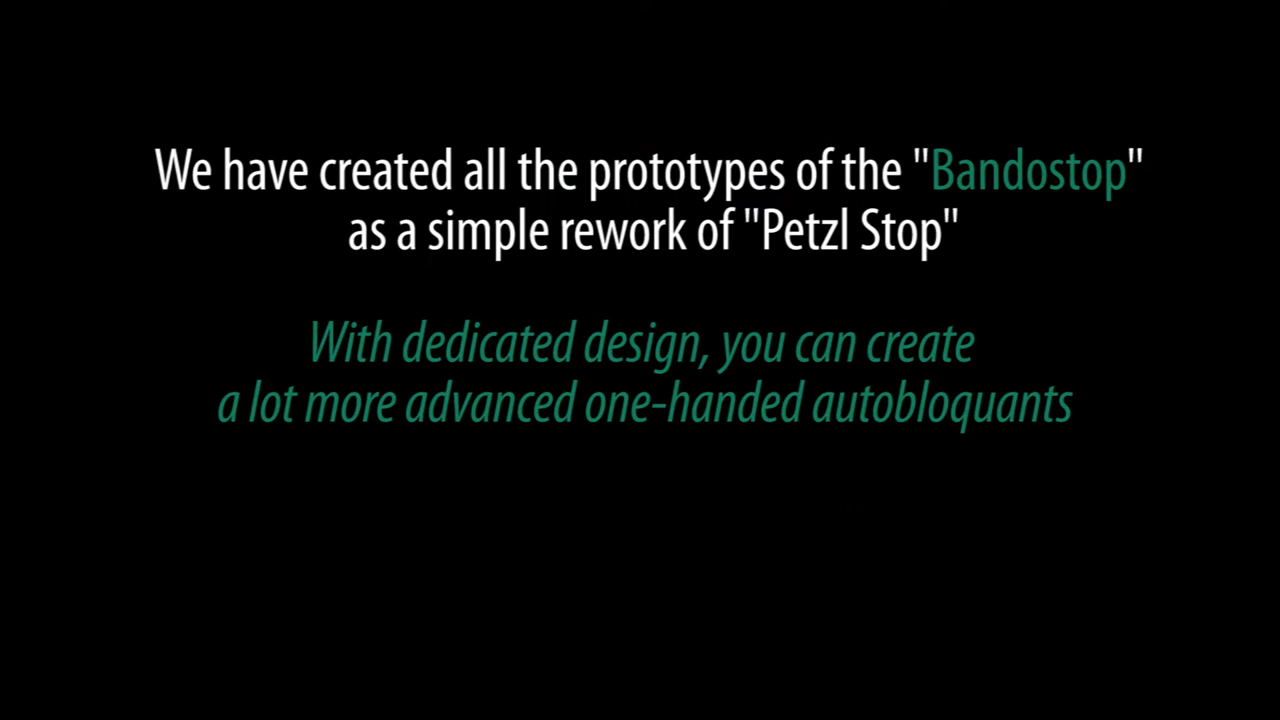 We have created all the prototypes of the "Bandostop"
as a simple rework of "Petzl Stop"
With dedicated design, you can create
a lot more advanced one-handed autobloquants